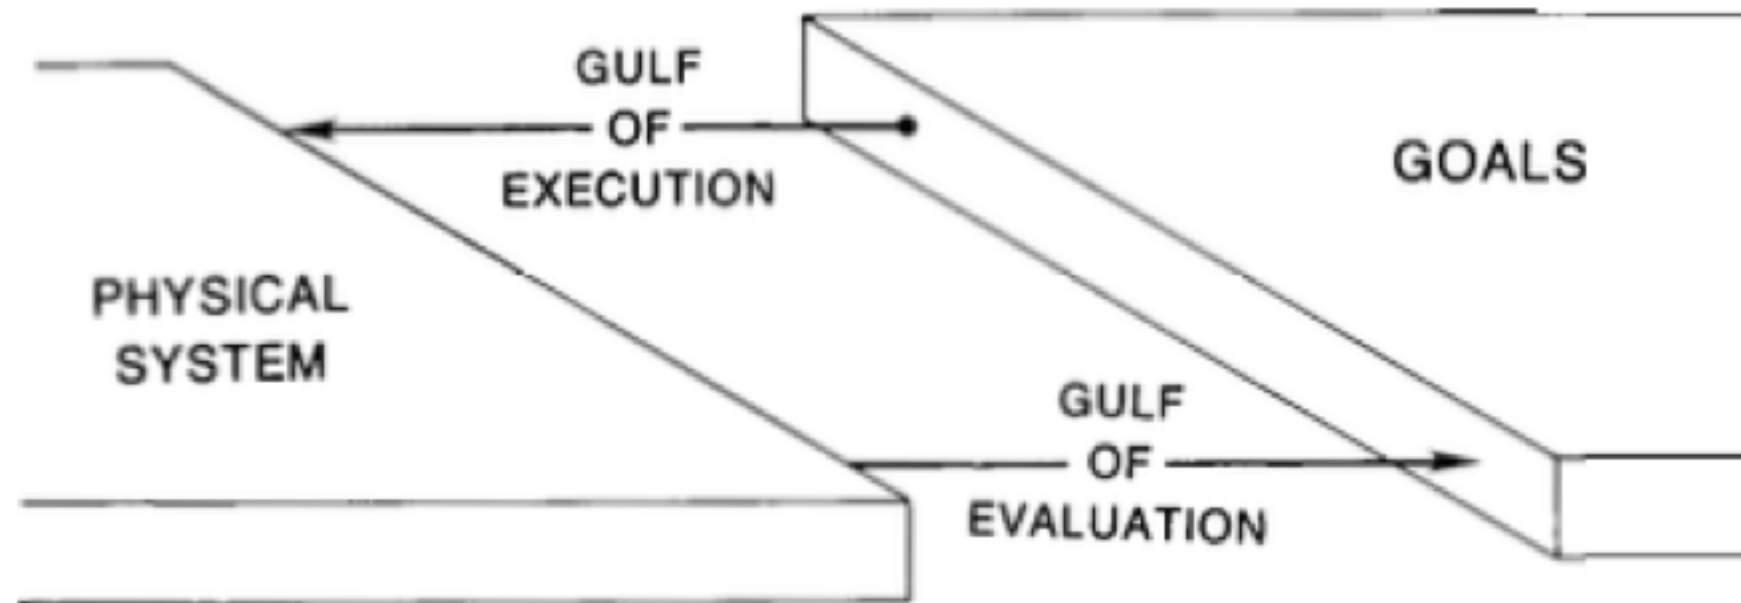 GULF
OF
EXECUTION
GOALS
PHYSICAL
SYSTEM
GULF
OF
EVALUATION